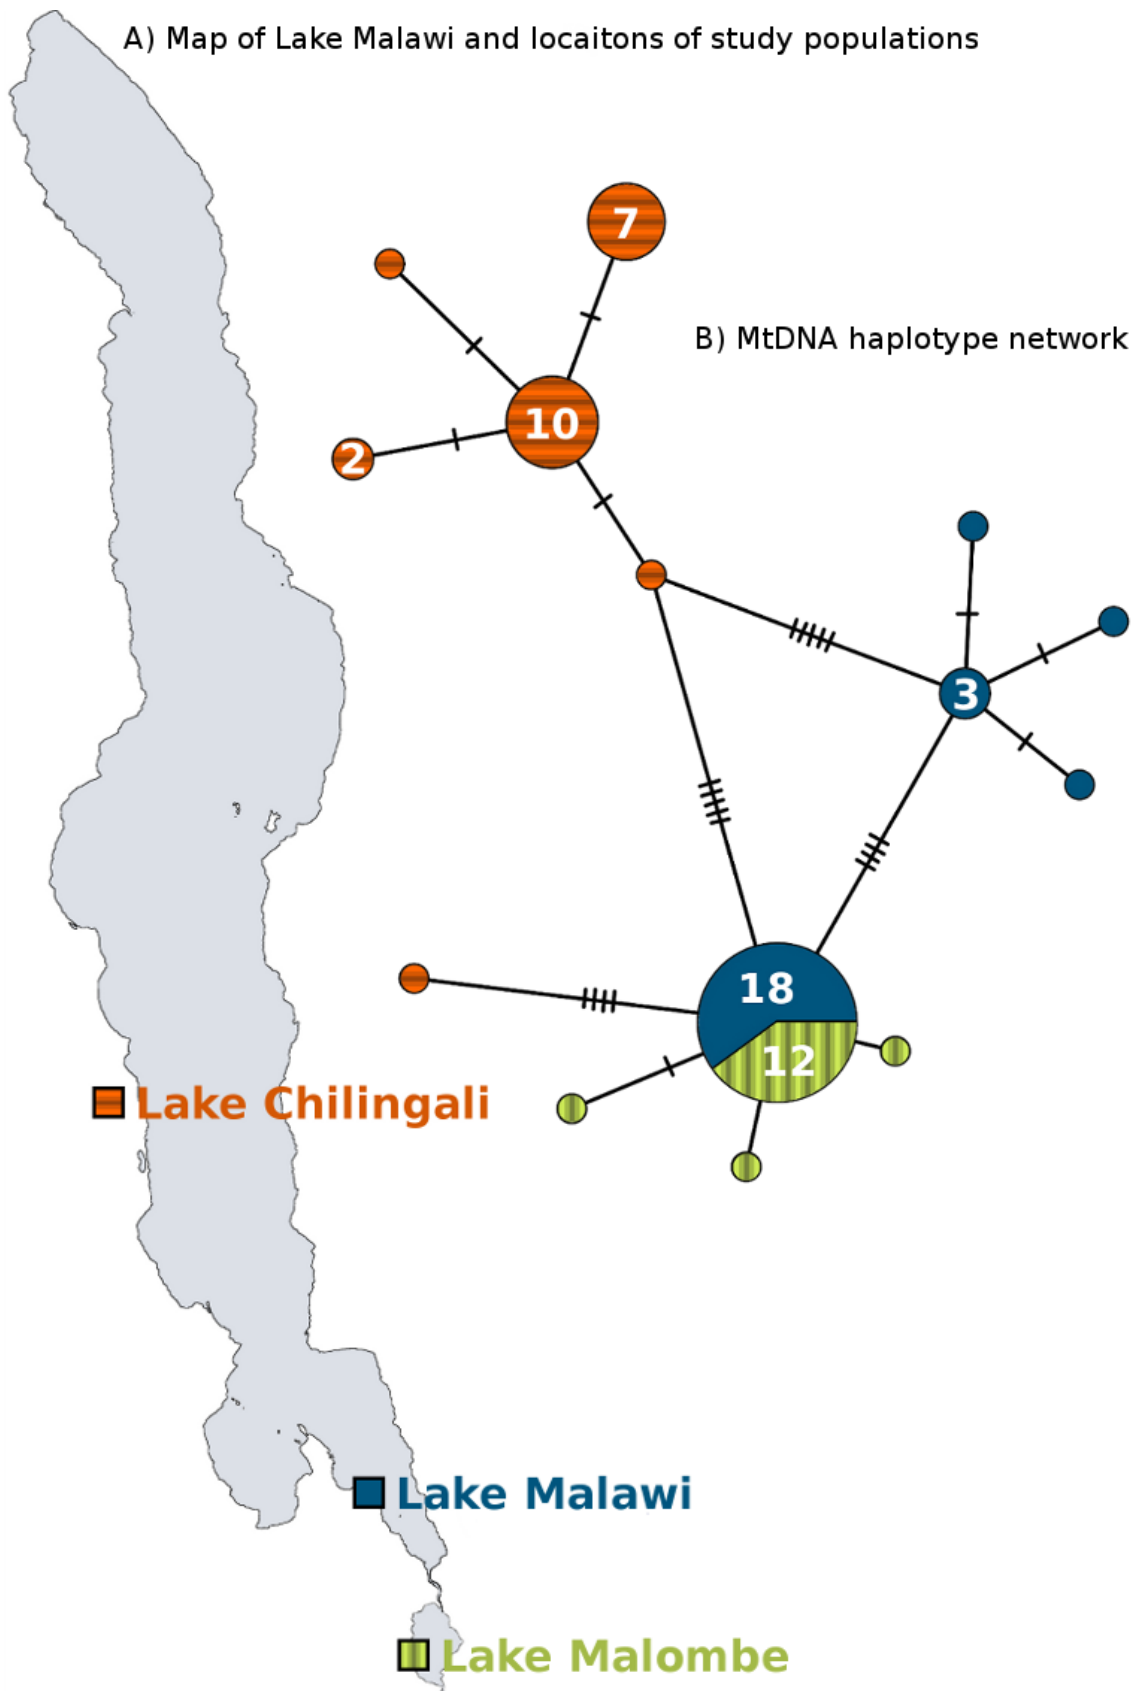 A) Map of Lake Malawi and locaitons of study populations
7
B) MtDNA haplotype network
10
2
3
18
12
Lake Chilingali
Lake Malawi
Lake Malombe